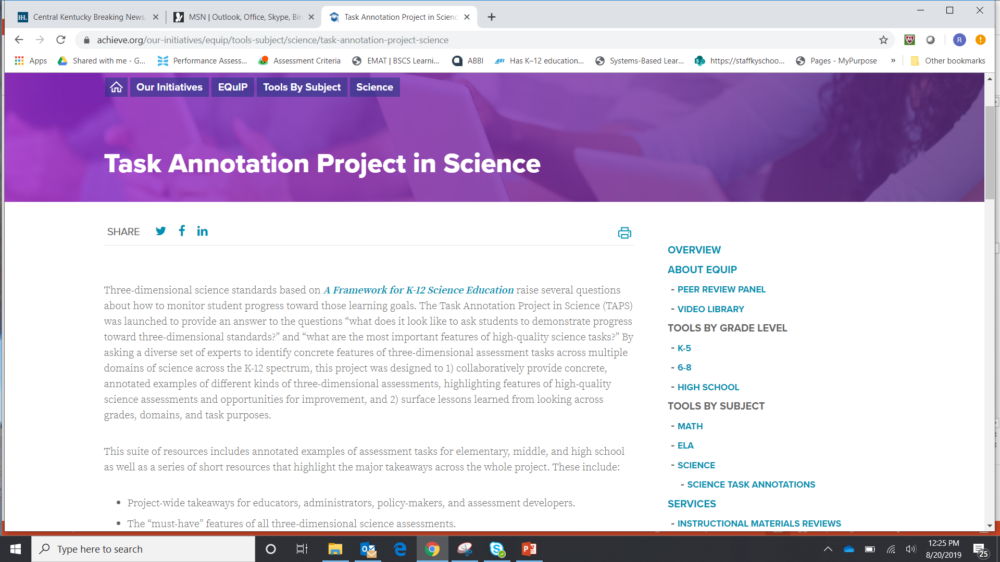 Central Kentucky Breaking News,
MSN | Outlook, Office, Skype, Bin
Task Annotation Project in Scienc
achieve.org/our-initiatives/equip/tools-subject/science/task-annotation-project-science
R
Apps
Shared with me - G...
Performance Assess...
Assessment Criteria
EMAT | BSCS Learni...
ABBI
Has K–12 education...
Systems-Based Lear...
https://staffkyschoo...
Pages - MyPurpose
»
Other bookmarks
Our Initiatives
EQuIP
Tools By Subject
Science
Task Annotation Project in Science
SHARE
Three-dimensional science standards based on A Framework for K-12 Science Education raise several questions
about how to monitor student progress toward those learning goals. The Task Annotation Project in Science (TAPS)
was launched to provide an answer to the questions “what does it look like to ask students to demonstrate progress
toward three-dimensional standards?” and “what are the most important features of high-quality science tasks?” By
asking a diverse set of experts to identify concrete features of three-dimensional assessment tasks across multiple
domains of science across the K-12 spectrum, this project was designed to 1) collaboratively provide concrete,
annotated examples of different kinds of three-dimensional assessments, highlighting features of high-quality
science assessments and opportunities for improvement, and 2) surface lessons learned from looking across
grades, domains, and task purposes.
This suite of resources includes annotated examples of assessment tasks for elementary, middle, and high school
as well as a series of short resources that highlight the major takeaways across the whole project. These include:
• Project-wide takeaways for educators, administrators, policy-makers, and assessment developers.
• The “must-have” features of all three-dimensional science assessments.
OVERVIEW
ABOUT EQUIP
- PEER REVIEW PANEL
- VIDEO LIBRARY
TOOLS BY GRADE LEVEL
- K-5
- 6-8
- HIGH SCHOOL
TOOLS BY SUBJECT
- MATH
- ELA
- SCIENCE
- SCIENCE TASK ANNOTATIONS
SERVICES
- INSTRUCTIONAL MATERIALS REVIEWS
Type here to search
12:25 PM
8/20/2019
25